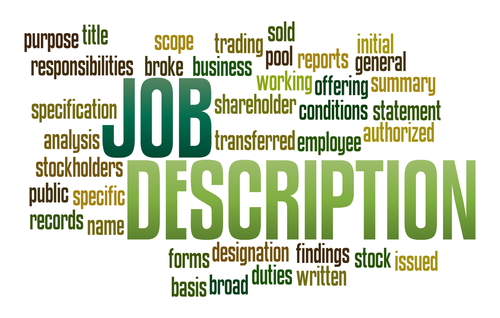 purpose title scope trading sold initial
responsibilities broke business pool reports general
working offering summary
specification JOB shareholder conditions statement
analysis transferred employee authorized
stockholders
public specific DESCRIPTION
records name
forms designation findings stock issued
basis broad duties written